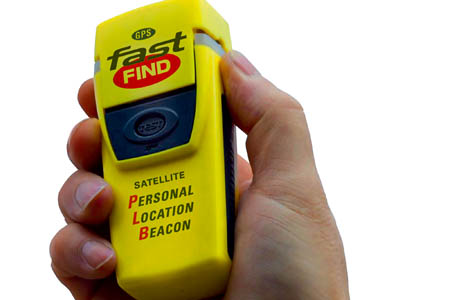 GPS
fast
FIND
SATELLITE
PERSONAL
LOCATION
BEACON